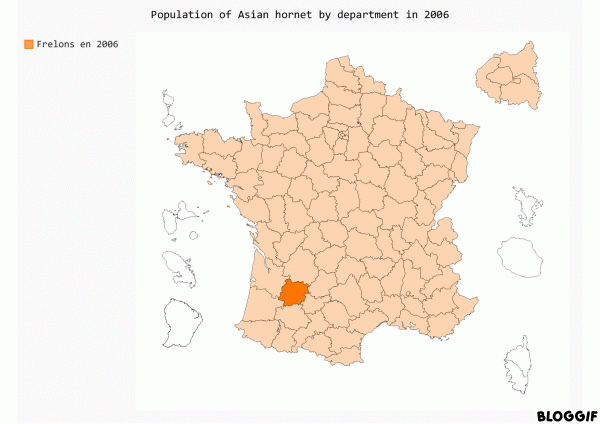 Population of Asian hornet by department in 2006
Frelons en 2006
BLOGGIF